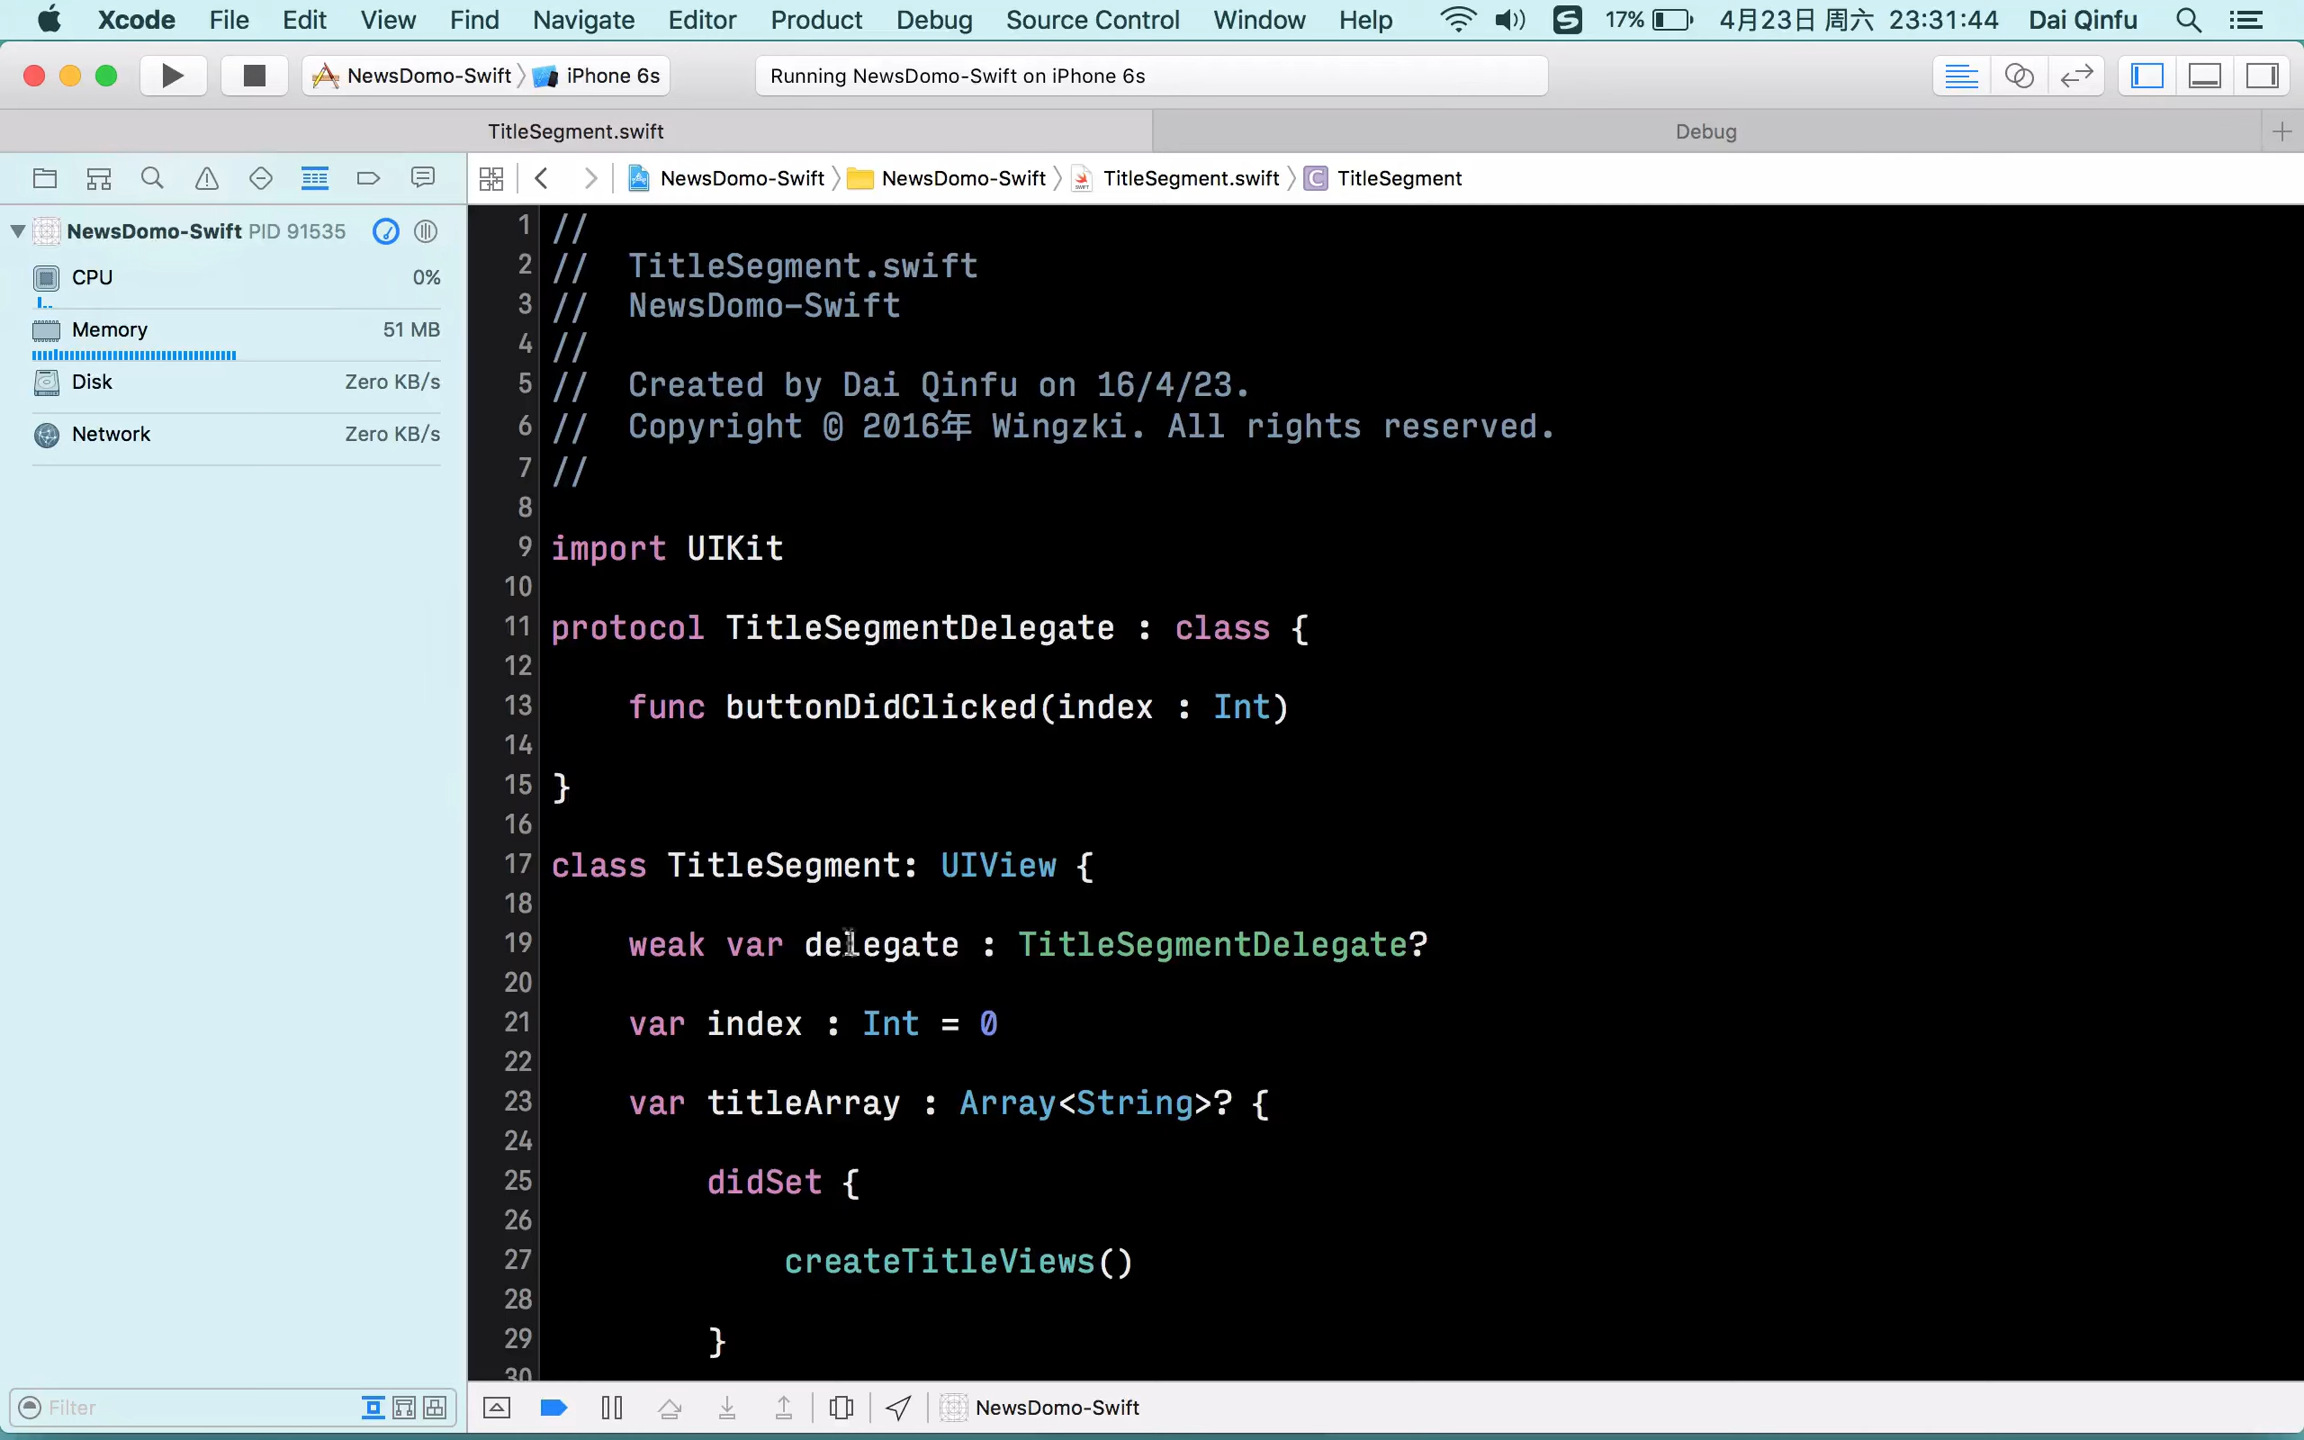 Xcode File Edit View Find Navigate Editor Product Debug Source Control Window Help 17% 4月23日 周六 23:31:44 Dai Qinfu
NewsDomo-Swift iPhone 6s Running NewsDomo-Swift on iPhone 6s
TitleSegment.swift Debug
NewsDomo-Swift NewsDomo-Swift TitleSegment.swift C TitleSegment
NewsDomo-Swift PID 91535
CPU 0%
Memory 51 MB
Disk Zero KB/s
Network Zero KB/s
1 //
2 // TitleSegment.swift
3 // NewsDomo-Swift
4 //
5 // Created by Dai Qinfu on 16/4/23.
6 // Copyright © 2016年 Wingzki. All rights reserved.
7 //
8
9 import UIKit
10
11 protocol TitleSegmentDelegate : class {
12
13 func buttonDidClicked(index : Int)
14
15 }
16
17 class TitleSegment: UIView {
18
19 weak var delegate : TitleSegmentDelegate?
20
21 var index : Int = 0
22
23 var titleArray : Array<String>? {
24
25 didSet {
26
27 createTitleViews()
28
29 }
30
Filter NewsDomo-Swift